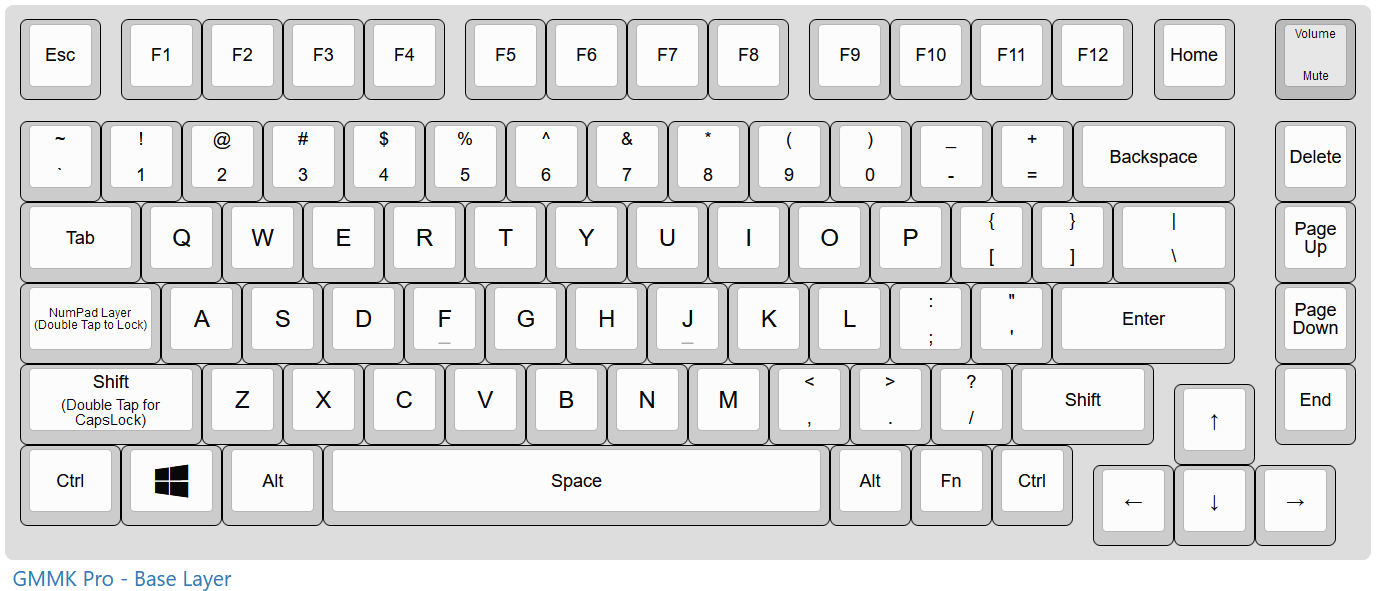 Esc F1 F2 F3 F4 F5 F6 F7 F8 F9 F10 F11 F12 Home Volume
Mute
~ ! @ # $ % ^ & * ( ) _ +
` 1 2 3 4 5 6 7 8 9 0 - = Backspace Delete
Tab Q W E R T Y U I O P { } | Page
[ ] \ Up
NumPad Layer A S D F G H J K L : " Enter Page
(Double Tap to Lock) ; ' Down
Shift Z X C V B N M < > ? Shift End
(Double Tap for , . /
CapsLock)
↑
Ctrl Alt Space Alt Fn Ctrl
← ↓ →
GMMK Pro - Base Layer